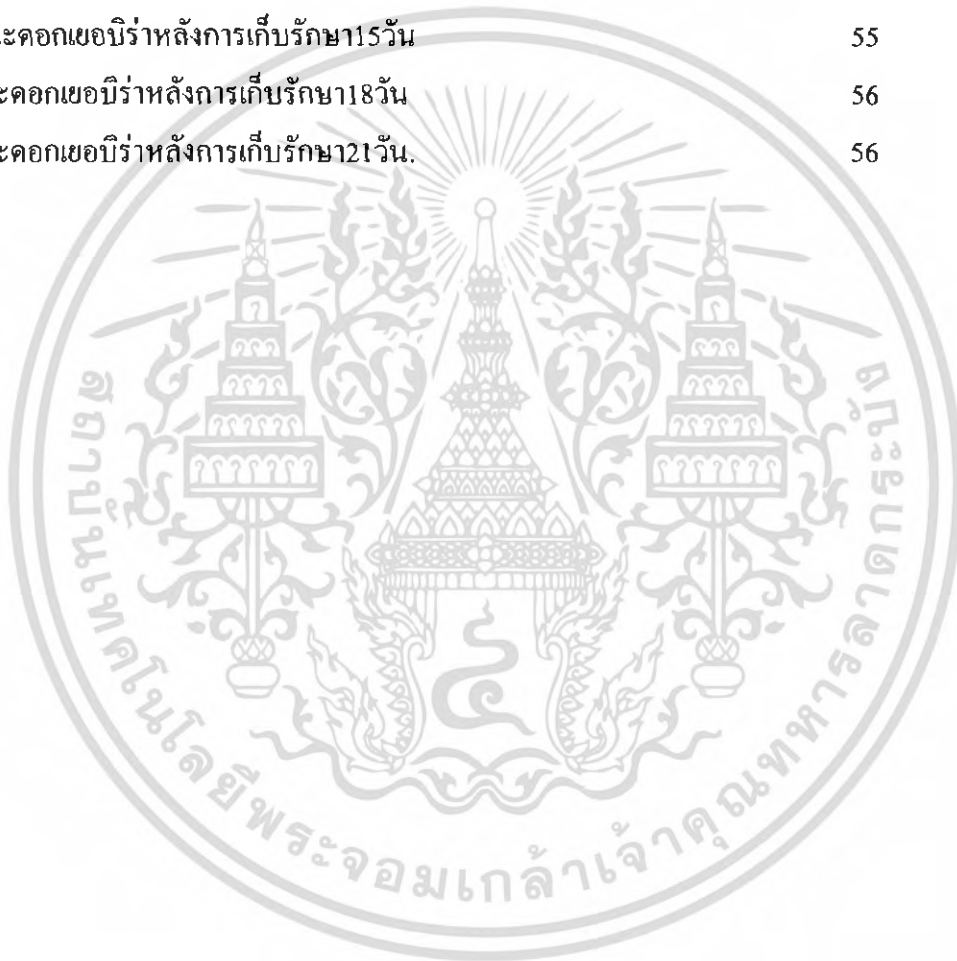 ะดอกเยอบีร่าหลังการเก็บรักษา15วัน 55
ะดอกเยอบีร่าหลังการเก็บรักษา18วัน 56
ะดอกเยอบีร่าหลังการเก็บรักษา21วัน. 56
๔
สถาบันเทคโนโลยีพระจอมเกล้าเจ้าคุณทหารลาดกระบัง